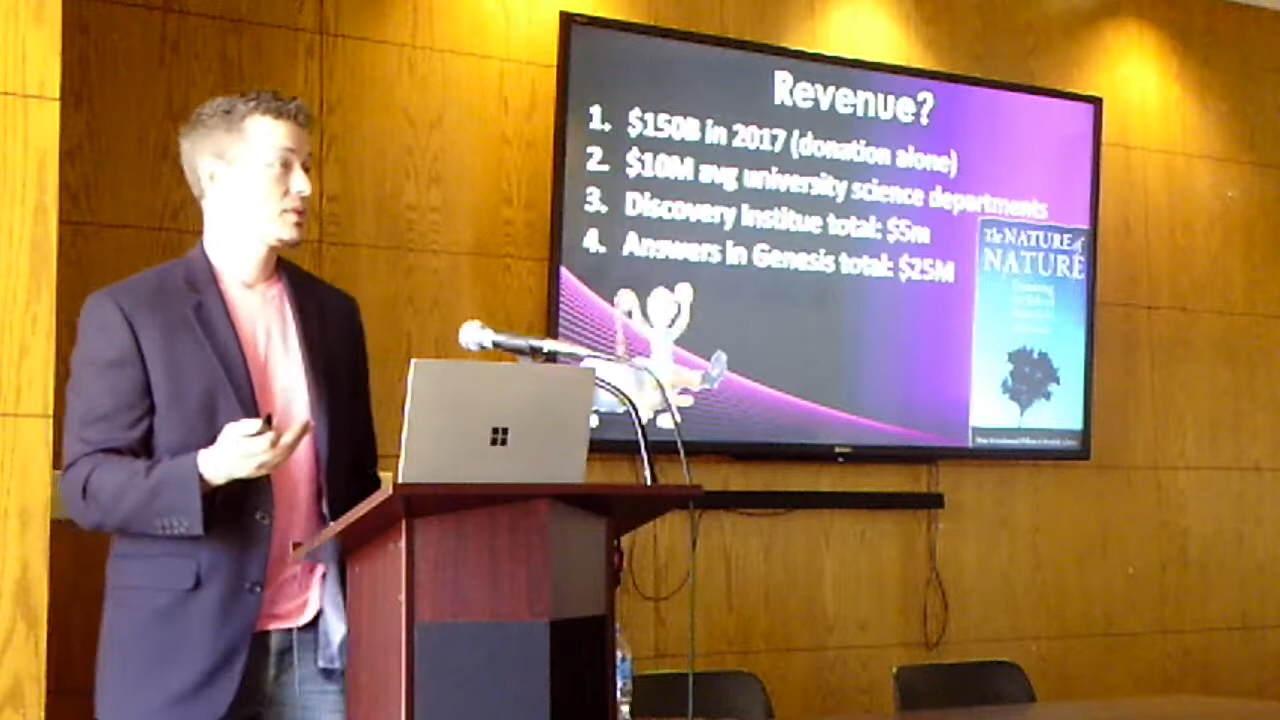 Revenue?
1. $150B in 2017 (donation alone)
2. $10M avg university science departments
3. Discovery Institue total: $5m
4. Answers in Genesis total: $25M
The NATURE of
NATURE